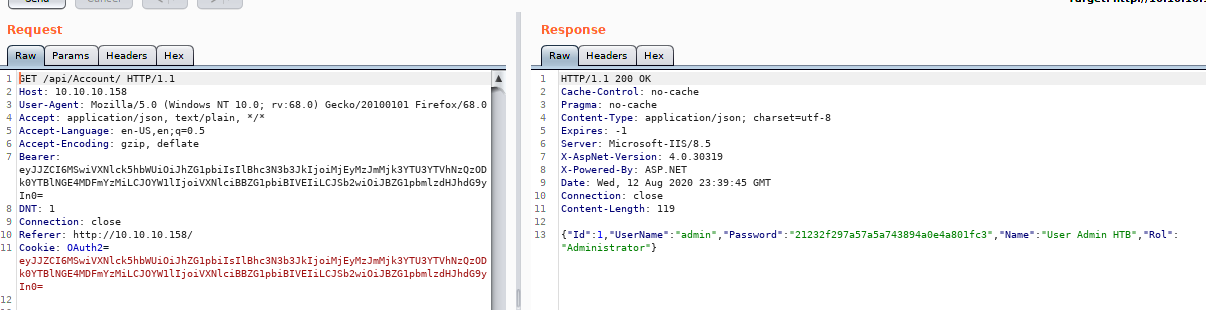 Send Cancel < >
Request
Raw Params Headers Hex
1 GET /api/Account/ HTTP/1.1
2 Host: 10.10.10.158
3 User-Agent: Mozilla/5.0 (Windows NT 10.0; rv:68.0) Gecko/20100101 Firefox/68.0
4 Accept: application/json, text/plain, */*
5 Accept-Language: en-US,en;q=0.5
6 Accept-Encoding: gzip, deflate
7 Bearer:
eyJJZCI6MSwiVXNlck5hbWUiOiJhZG1pbiIsIlBhc3N3b3JkIjoiMjEyMzJmMjk3YTU3YTVhNzQzOD
k0YTBlNGE4MDFmYzMiLCJOYW1lIjoiVXNlciBBZG1pbiBIVEIiLCJSb2wiOiJBZG1pbmlzdHJhdG9y
In0=
8 DNT: 1
9 Connection: close
10 Referer: http://10.10.10.158/
11 Cookie: OAuth2=
eyJJZCI6MSwiVXNlck5hbWUiOiJhZG1pbiIsIlBhc3N3b3JkIjoiMjEyMzJmMjk3YTU3YTVhNzQzOD
k0YTBlNGE4MDFmYzMiLCJOYW1lIjoiVXNlciBBZG1pbiBIVEIiLCJSb2wiOiJBZG1pbmlzdHJhdG9y
In0=
12
Response
Raw Headers Hex
1 HTTP/1.1 200 OK
2 Cache-Control: no-cache
3 Pragma: no-cache
4 Content-Type: application/json; charset=utf-8
5 Expires: -1
6 Server: Microsoft-IIS/8.5
7 X-AspNet-Version: 4.0.30319
8 X-Powered-By: ASP.NET
9 Date: Wed, 12 Aug 2020 23:39:45 GMT
10 Connection: close
11 Content-Length: 119
12
13 {"Id":1,"UserName":"admin","Password":"21232f297a57a5a743894a0e4a801fc3","Name":"User Admin HTB","Rol":
"Administrator"}